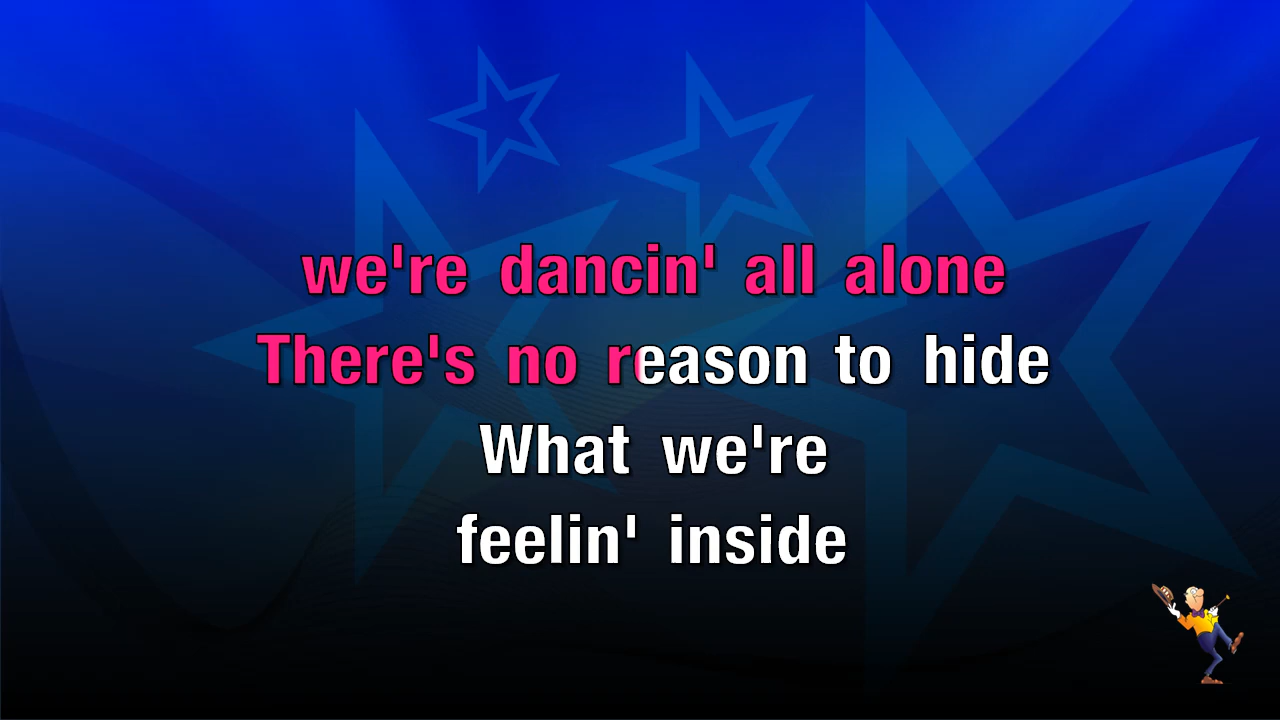 we're dancin' all alone
There's no reason to hide
What we're
feelin' inside